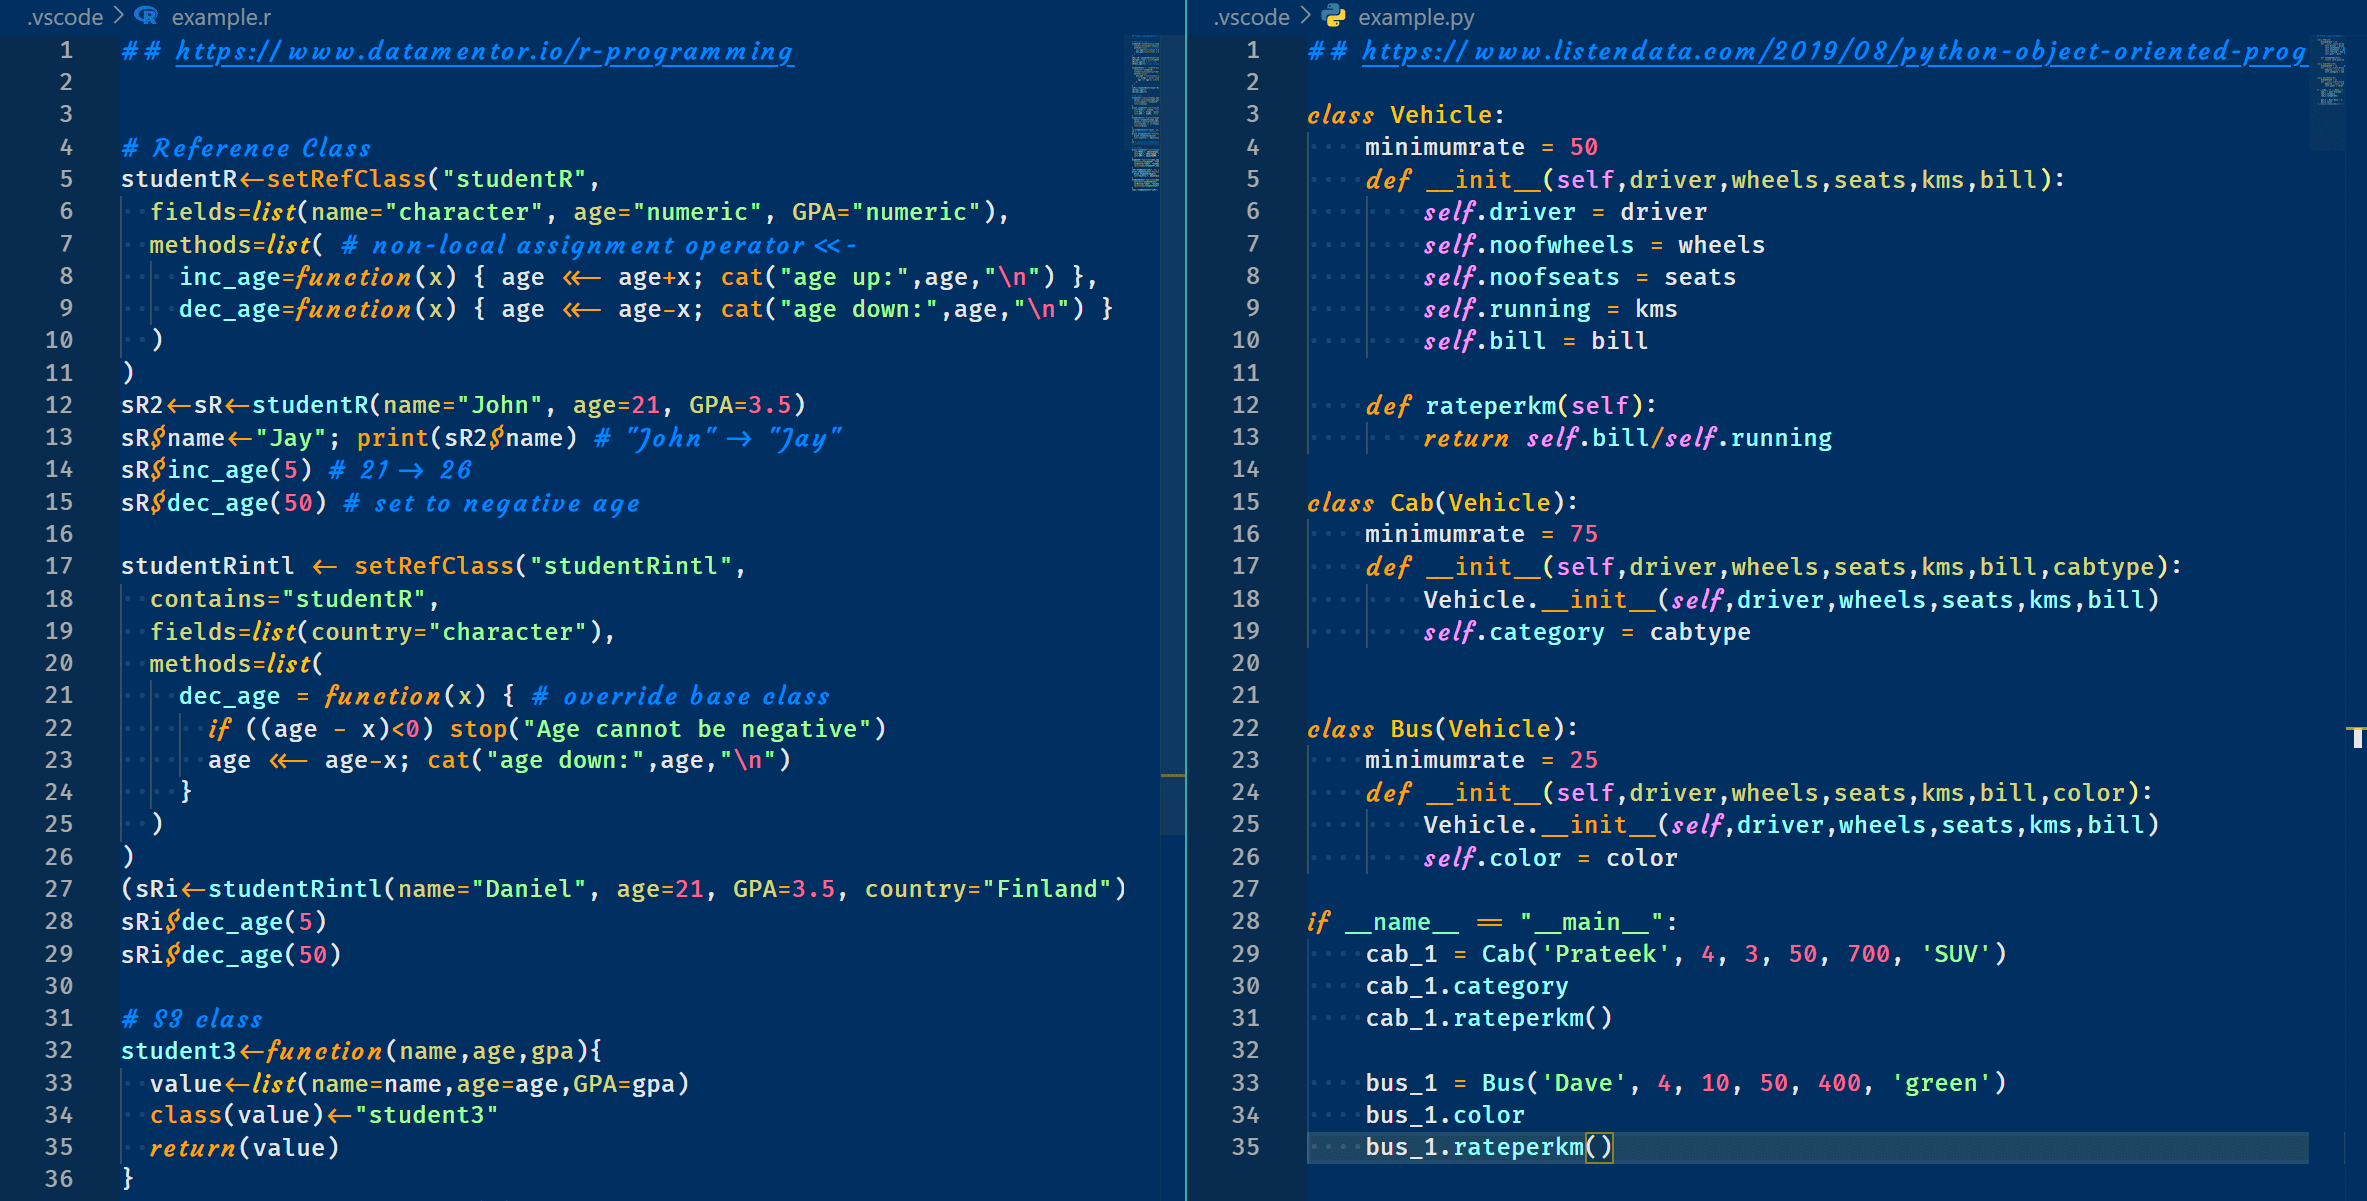 .vscode > example.r
1 ## https://www.datamentor.io/r-programming
2
3
4 # Reference Class
5 studentR<-setRefClass("studentR",
6   fields=list(name="character", age="numeric", GPA="numeric"),
7   methods=list( # non-local assignment operator <<-
8     inc_age=function(x) { age <<- age+x; cat("age up:",age,"\n") },
9     dec_age=function(x) { age <<- age-x; cat("age down:",age,"\n") }
10   )
11 )
12 sR2<-sR<-studentR(name="John", age=21, GPA=3.5)
13 sR$name<-"Jay"; print(sR2$name) # "John" -> "Jay"
14 sR$inc_age(5) # 21 -> 26
15 sR$dec_age(50) # set to negative age
16
17 studentRintl <- setRefClass("studentRintl",
18   contains="studentR",
19   fields=list(country="character"),
20   methods=list(
21     dec_age = function(x) { # override base class
22       if ((age - x)<0) stop("Age cannot be negative")
23       age <<- age-x; cat("age down:",age,"\n")
24     }
25   )
26 )
27 (sRi<-studentRintl(name="Daniel", age=21, GPA=3.5, country="Finland")
28 sRi$dec_age(5)
29 sRi$dec_age(50)
30
31 # S3 class
32 student3<-function(name,age,gpa){
33   value<-list(name=name,age=age,GPA=gpa)
34   class(value)<-"student3"
35   return(value)
36 }
.vscode > example.py
1 ## https://www.listendata.com/2019/08/python-object-oriented-prog
2
3 class Vehicle:
4     minimumrate = 50
5     def __init__(self,driver,wheels,seats,kms,bill):
6         self.driver = driver
7         self.noofwheels = wheels
8         self.noofseats = seats
9         self.running = kms
10         self.bill = bill
11
12     def rateperkm(self):
13         return self.bill/self.running
14
15 class Cab(Vehicle):
16     minimumrate = 75
17     def __init__(self,driver,wheels,seats,kms,bill,cabtype):
18         Vehicle.__init__(self,driver,wheels,seats,kms,bill)
19         self.category = cabtype
20
21
22 class Bus(Vehicle):
23     minimumrate = 25
24     def __init__(self,driver,wheels,seats,kms,bill,color):
25         Vehicle.__init__(self,driver,wheels,seats,kms,bill)
26         self.color = color
27
28 if __name__ == "__main__":
29     cab_1 = Cab('Prateek', 4, 3, 50, 700, 'SUV')
30     cab_1.category
31     cab_1.rateperkm()
32
33     bus_1 = Bus('Dave', 4, 10, 50, 400, 'green')
34     bus_1.color
35     bus_1.rateperkm()